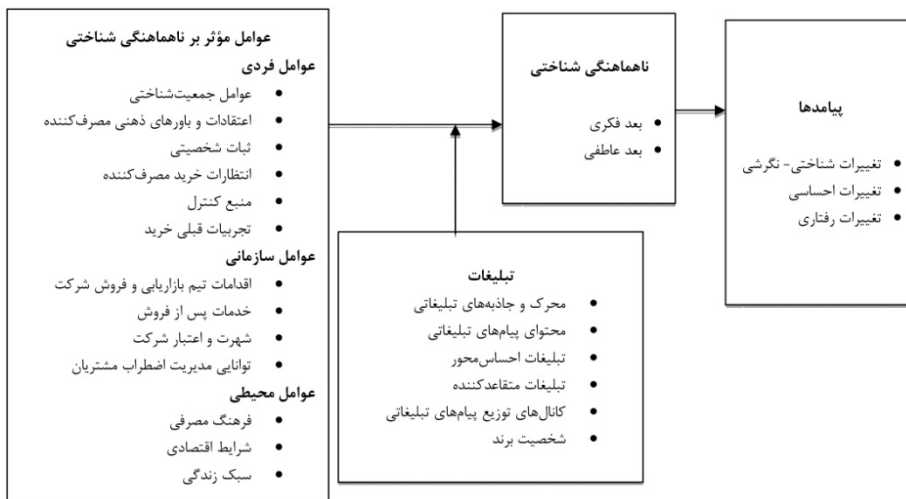 عوامل مؤثر بر ناهماهنگی شناختی
عوامل فردی
• عوامل جمعیت‌شناختی
• اعتقادات و باورهای ذهنی مصرف‌کننده
• ثبات شخصیتی
• انتظارات خرید مصرف‌کننده
• منبع کنترل
• تجربیات قبلی خرید
عوامل سازمانی
• اقدامات تیم بازاریابی و فروش شرکت
• خدمات پس از فروش
• شهرت و اعتبار شرکت
• توانایی مدیریت اضطراب مشتریان
عوامل محیطی
• فرهنگ مصرفی
• شرایط اقتصادی
• سبک زندگی
ناهماهنگی شناختی
• بعد فکری
• بعد عاطفی
تبلیغات
• محرک و جاذبه‌های تبلیغاتی
• محتوای پیام‌های تبلیغاتی
• تبلیغات احساس‌محور
• تبلیغات متقاعدکننده
• کانال‌های توزیع پیام‌های تبلیغاتی
• شخصیت برند
پیامدها
• تغییرات شناختی- نگرشی
• تغییرات احساسی
• تغییرات رفتاری